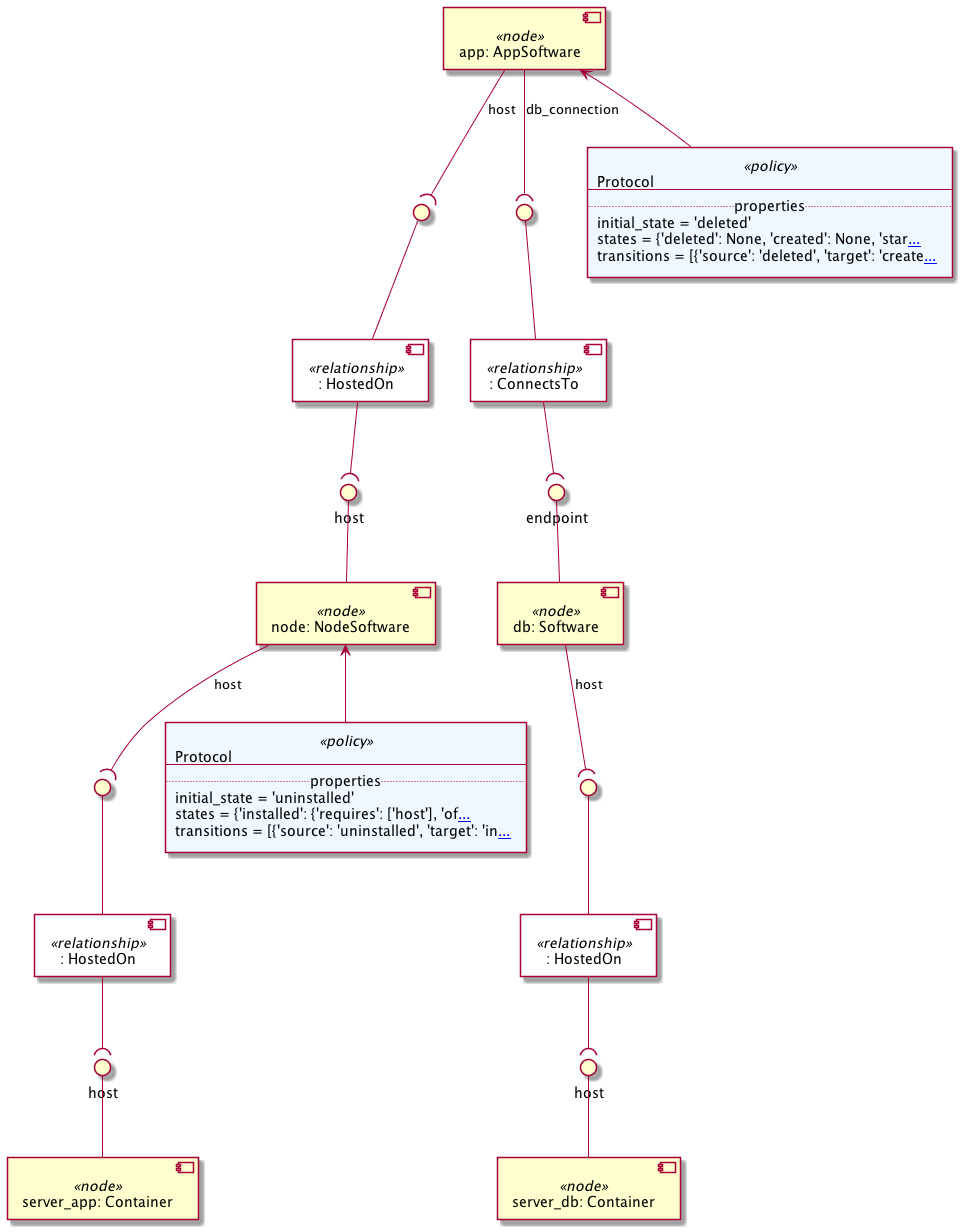 «node»
app: AppSoftware
host
db_connection
«policy»
Protocol
properties
initial_state = 'deleted'
states = {'deleted': None, 'created': None, 'star...
transitions = [{'source': 'deleted', 'target': 'create...
«relationship»
: HostedOn
«relationship»
: ConnectsTo
host
endpoint
«node»
node: NodeSoftware
«node»
db: Software
host
host
«policy»
Protocol
properties
initial_state = 'uninstalled'
states = {'installed': {'requires': ['host'], 'of...
transitions = [{'source': 'uninstalled', 'target': 'in...
«relationship»
: HostedOn
«relationship»
: HostedOn
host
host
«node»
server_app: Container
«node»
server_db: Container